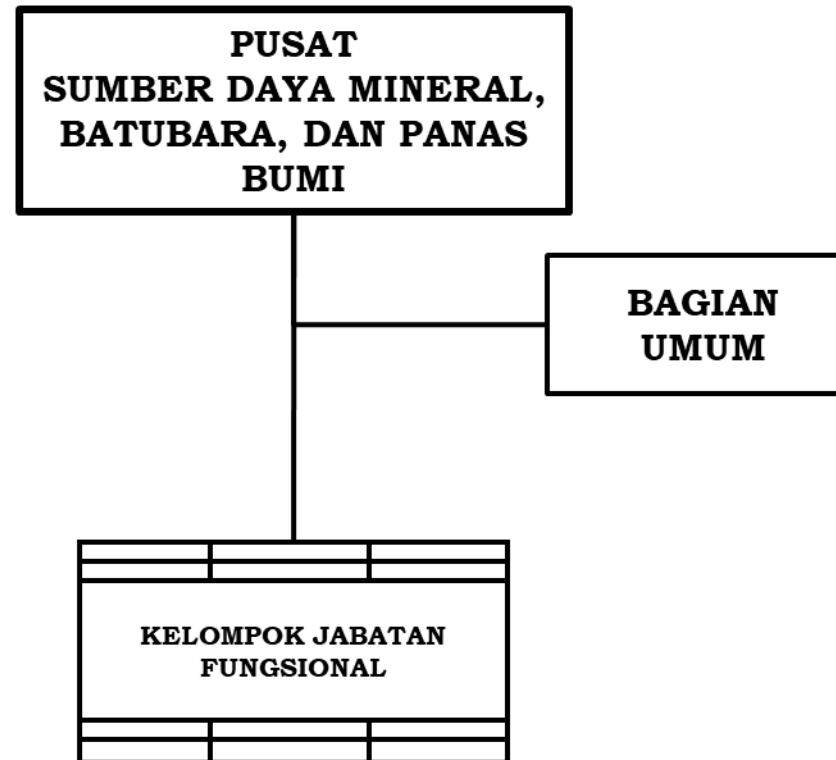 PUSAT
SUMBER DAYA MINERAL,
BATUBARA, DAN PANAS
BUMI
BAGIAN
UMUM
KELOMPOK JABATAN
FUNGSIONAL